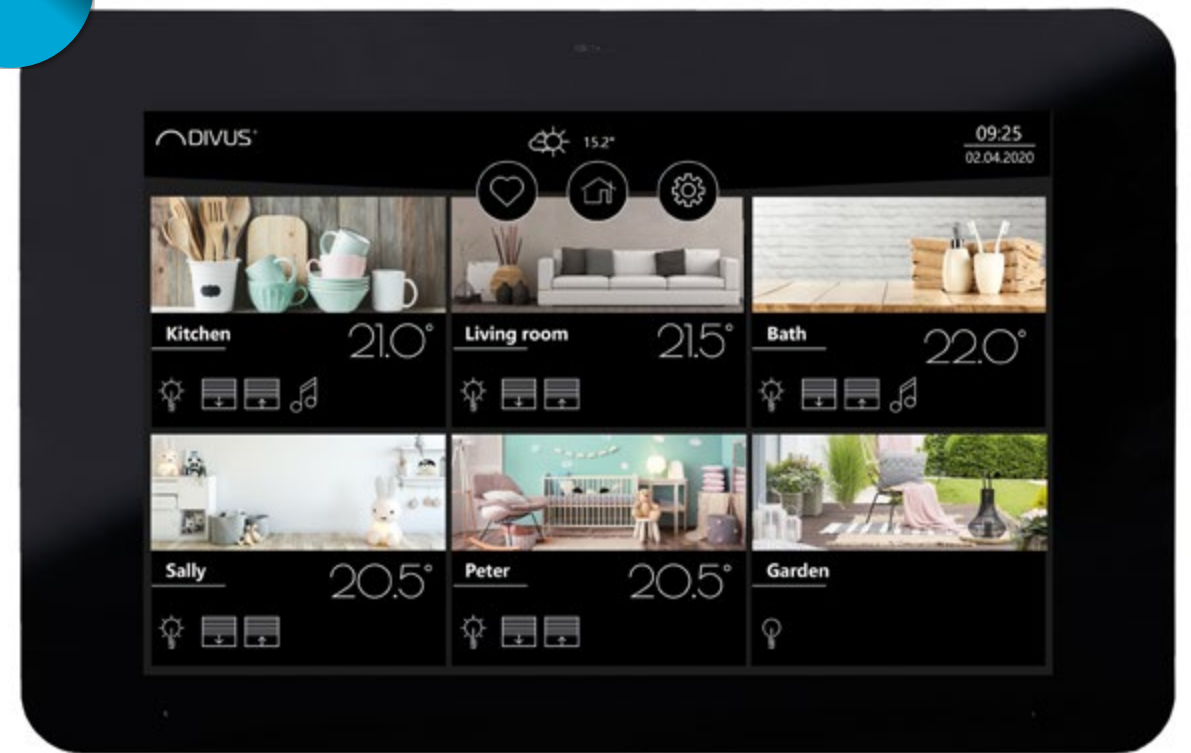 DIVUS
15.2°
09:25
02.04.2020
Kitchen
21.0°
Living room
21.5°
Bath
22.0°
Sally
20.5°
Peter
20.5°
Garden